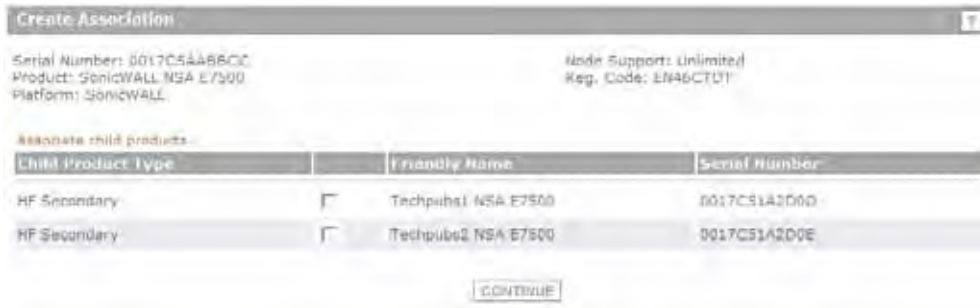 Create Association
?
Serial Number: 0017C5AABBCC
Node Support: Unlimited
Product: SonicWALL NSA E7500
Reg. Code:
Platform: SonicWALL
Associate child products
Child Product Type Friendly Name Serial Number
HF Secondary Techpubs1 NSA E7500
HF Secondary Techpubs2 NSA E7500 0017C51A2D0E
CONTINUE